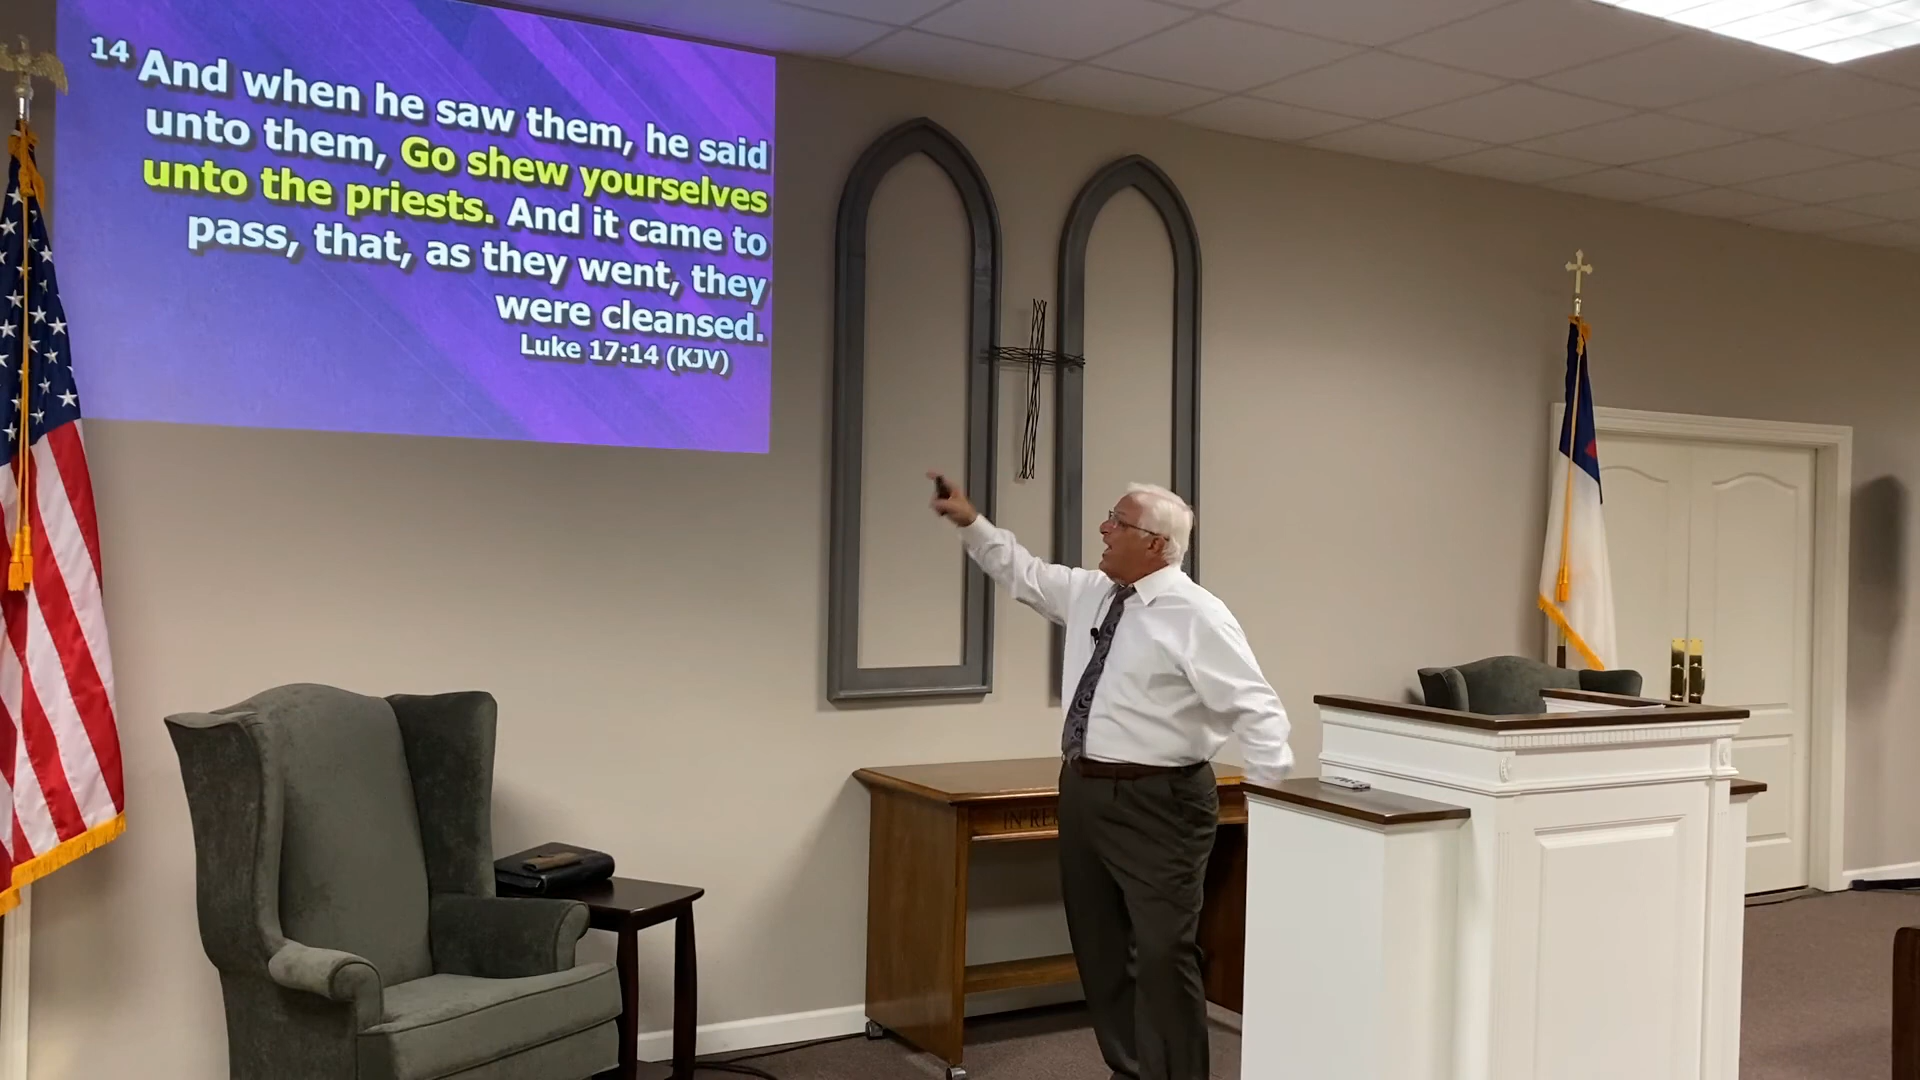 14 And when he saw them, he said
unto them, Go shew yourselves
unto the priests. And it came to
pass, that, as they went, they
were cleansed.
Luke 17:14 (KJV)
IN